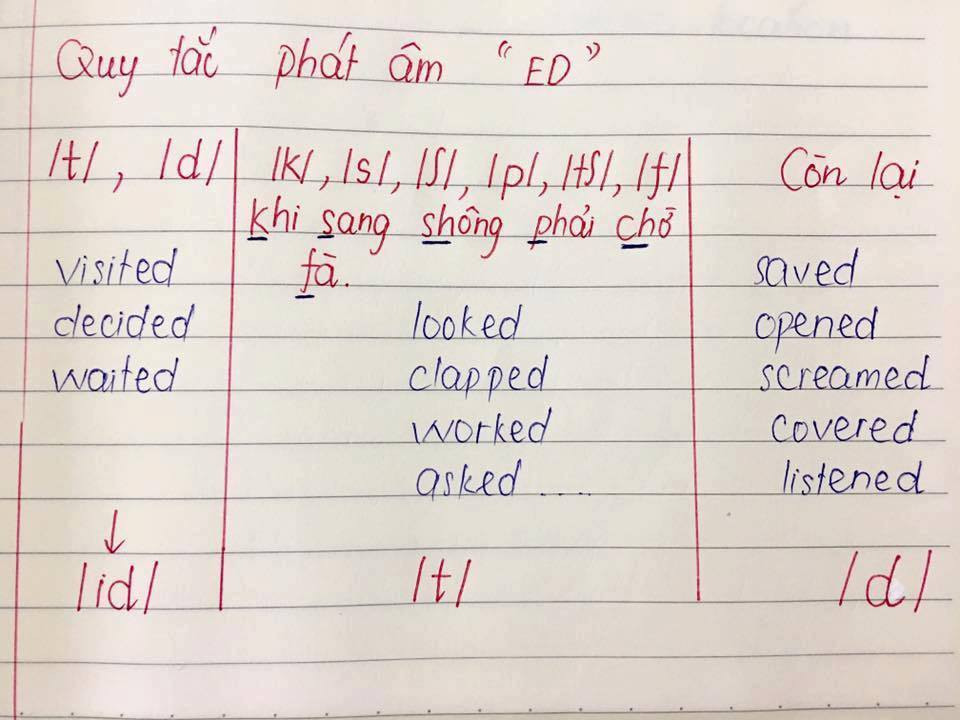 Quy tắc phát âm "ED"
/t/, /d/
visited
decided
waited
↓
/id/
/k/, /s/, /ʃ/, /p/, /tʃ/, /f/
khi sang shông phải chờ
fà.
looked
clapped
worked
asked ....
/t/
Còn lại
saved
opened
screamed
covered
listened
/d/